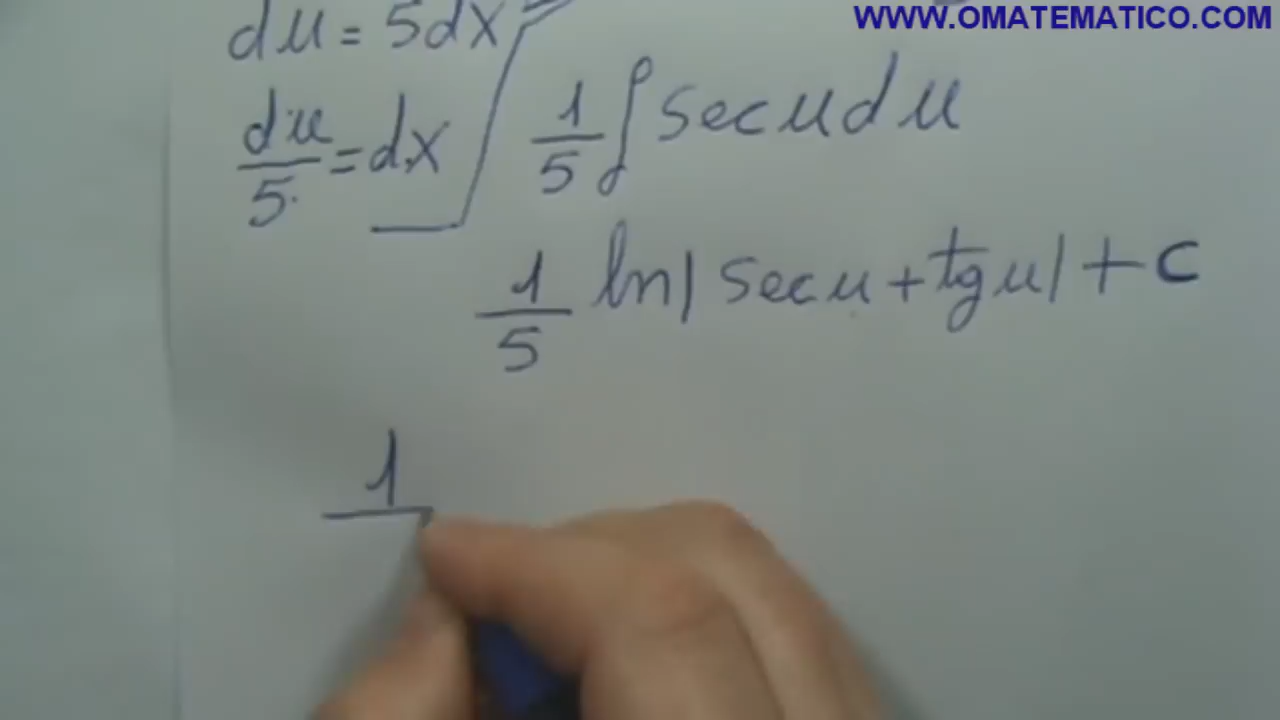 WWW.OMATEMATICO.COM
du = 5dx
du/5 = dx
1/5 ∫ sec u du
1/5 ln| sec u + tg u| + c
1